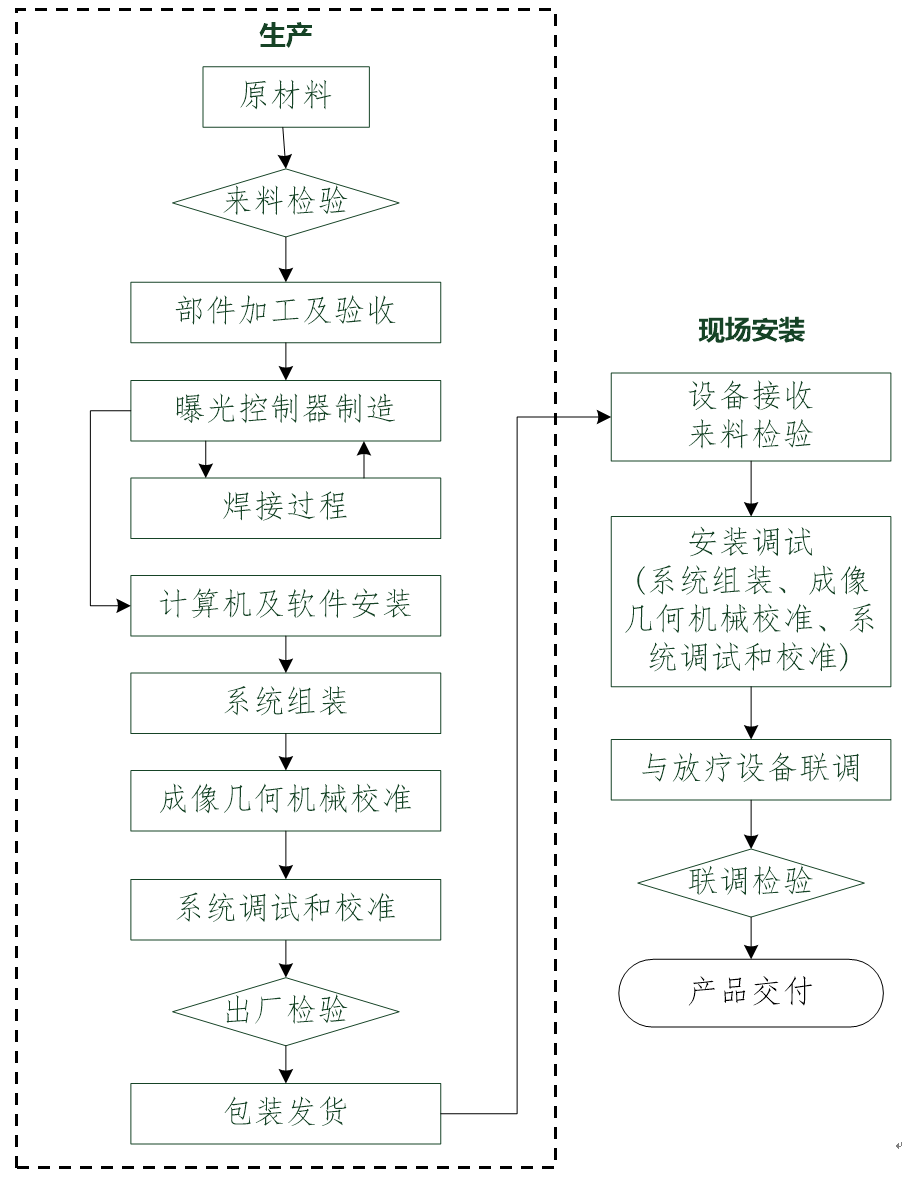 生产
原材料
来料检验
部件加工及验收
曝光控制器制造
焊接过程
计算机及软件安装
系统组装
成像几何机械校准
系统调试和校准
出厂检验
包装发货
现场安装
设备接收
来料检验
安装调试
(系统组装、成像
几何机械校准、系
统调试和校准)
与放疗设备联调
联调检验
产品交付